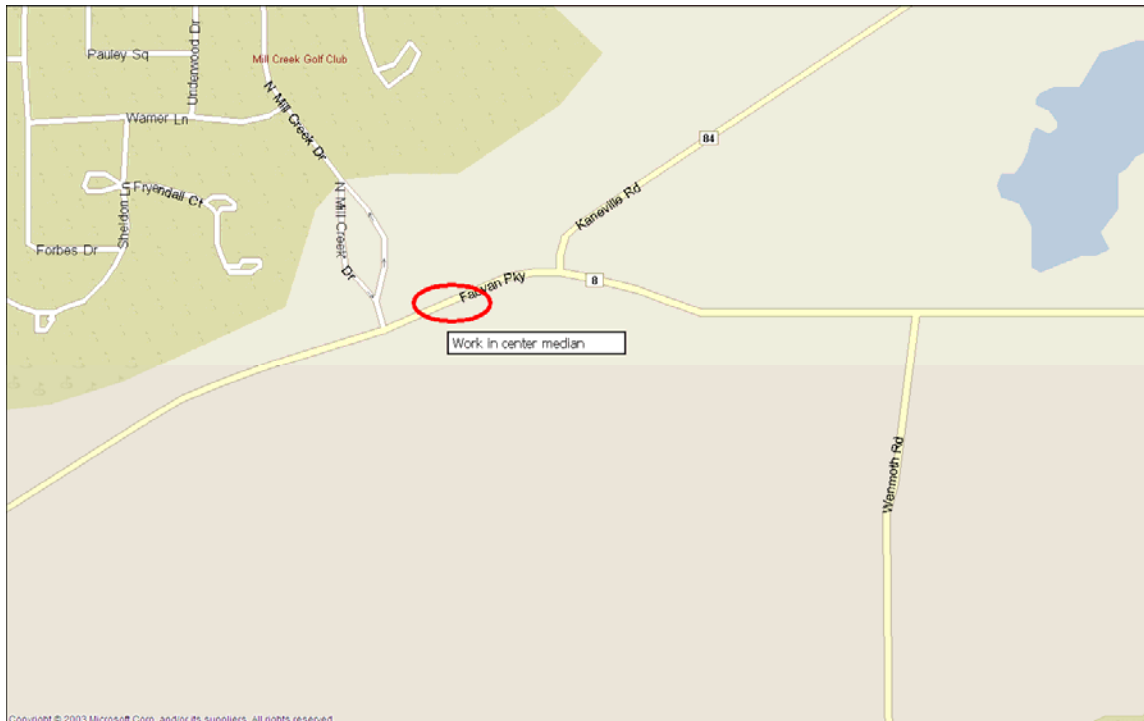 Pauley Sq
Underwood Dr
Mill Creek Golf Club
N Mill Creek Dr
Warner Ln
84
Fryendall Ct
Sheldon Ln
N Mill Creek Dr
Kaneville Rd
Forbes Dr
Fabyan Pky
8
Work in center median
Wenmoth Rd
Copyright © 2003 Microsoft Corp. and/or its suppliers. All rights reserved.